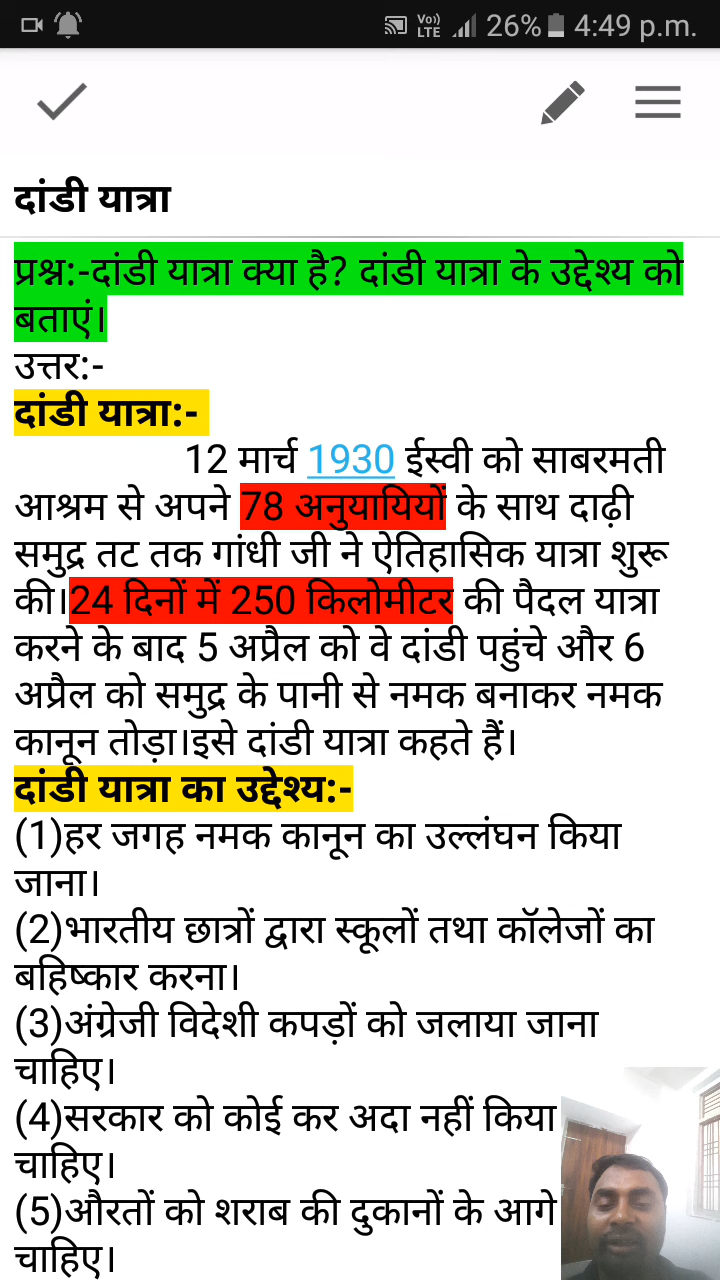 Vo)) LTE 26% 4:49 p.m.
दांडी यात्रा
प्रश्न:-दांडी यात्रा क्या है? दांडी यात्रा के उद्देश्य को
बताएं।
उत्तर:-
दांडी यात्रा:-
12 मार्च 1930 ईस्वी को साबरमती
आश्रम से अपने 78 अनुयायियों के साथ दाढ़ी
समुद्र तट तक गांधी जी ने ऐतिहासिक यात्रा शुरू
की।24 दिनों में 250 किलोमीटर की पैदल यात्रा
करने के बाद 5 अप्रैल को वे दांडी पहुंचे और 6
अप्रैल को समुद्र के पानी से नमक बनाकर नमक
कानून तोड़ा।इसे दांडी यात्रा कहते हैं।
दांडी यात्रा का उद्देश्य:-
(1)हर जगह नमक कानून का उल्लंघन किया
जाना।
(2)भारतीय छात्रों द्वारा स्कूलों तथा कॉलेजों का
बहिष्कार करना।
(3)अंग्रेजी विदेशी कपड़ों को जलाया जाना
चाहिए।
(4)सरकार को कोई कर अदा नहीं किया
चाहिए।
(5)औरतों को शराब की दुकानों के आगे
चाहिए।